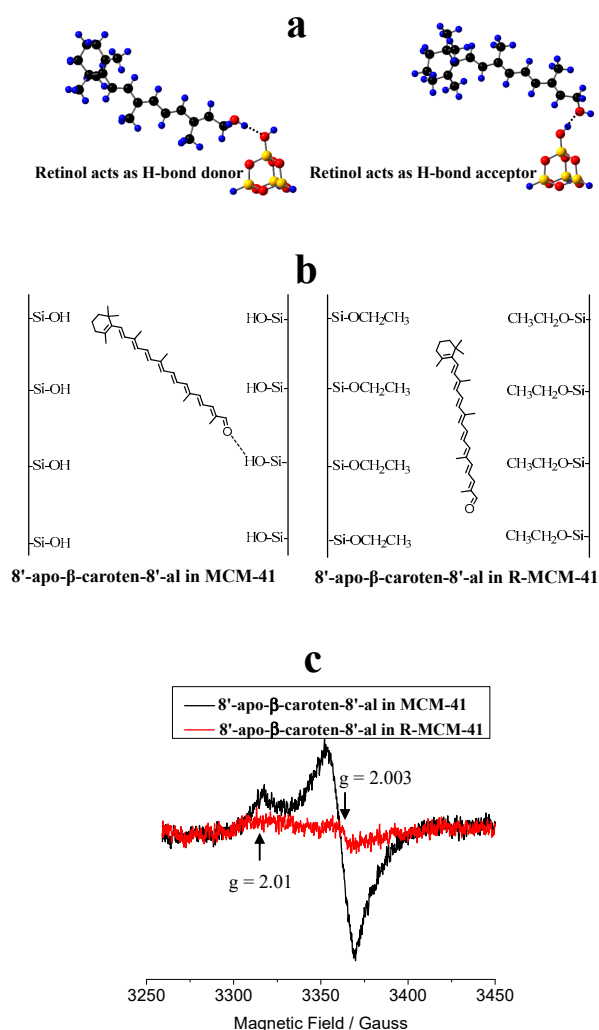 a
Retinol acts as H-bond donor
Retinol acts as H-bond acceptor
b
-Si-OH
HO-Si-
-Si-OH
HO-Si-
O
-Si-OH
HO-Si-
-Si-OH
HO-Si-
8'-apo-β-caroten-8'-al in MCM-41
-Si-OCH2CH3
CH3CH2O-Si-
-Si-OCH2CH3
CH3CH2O-Si-
-Si-OCH2CH3
CH3CH2O-Si-
O
-Si-OCH2CH3
CH3CH2O-Si-
8'-apo-β-caroten-8'-al in R-MCM-41
c
8'-apo-β-caroten-8'-al in MCM-41
8'-apo-β-caroten-8'-al in R-MCM-41
g = 2.003
g = 2.01
3250 3300 3350 3400 3450
Magnetic Field / Gauss